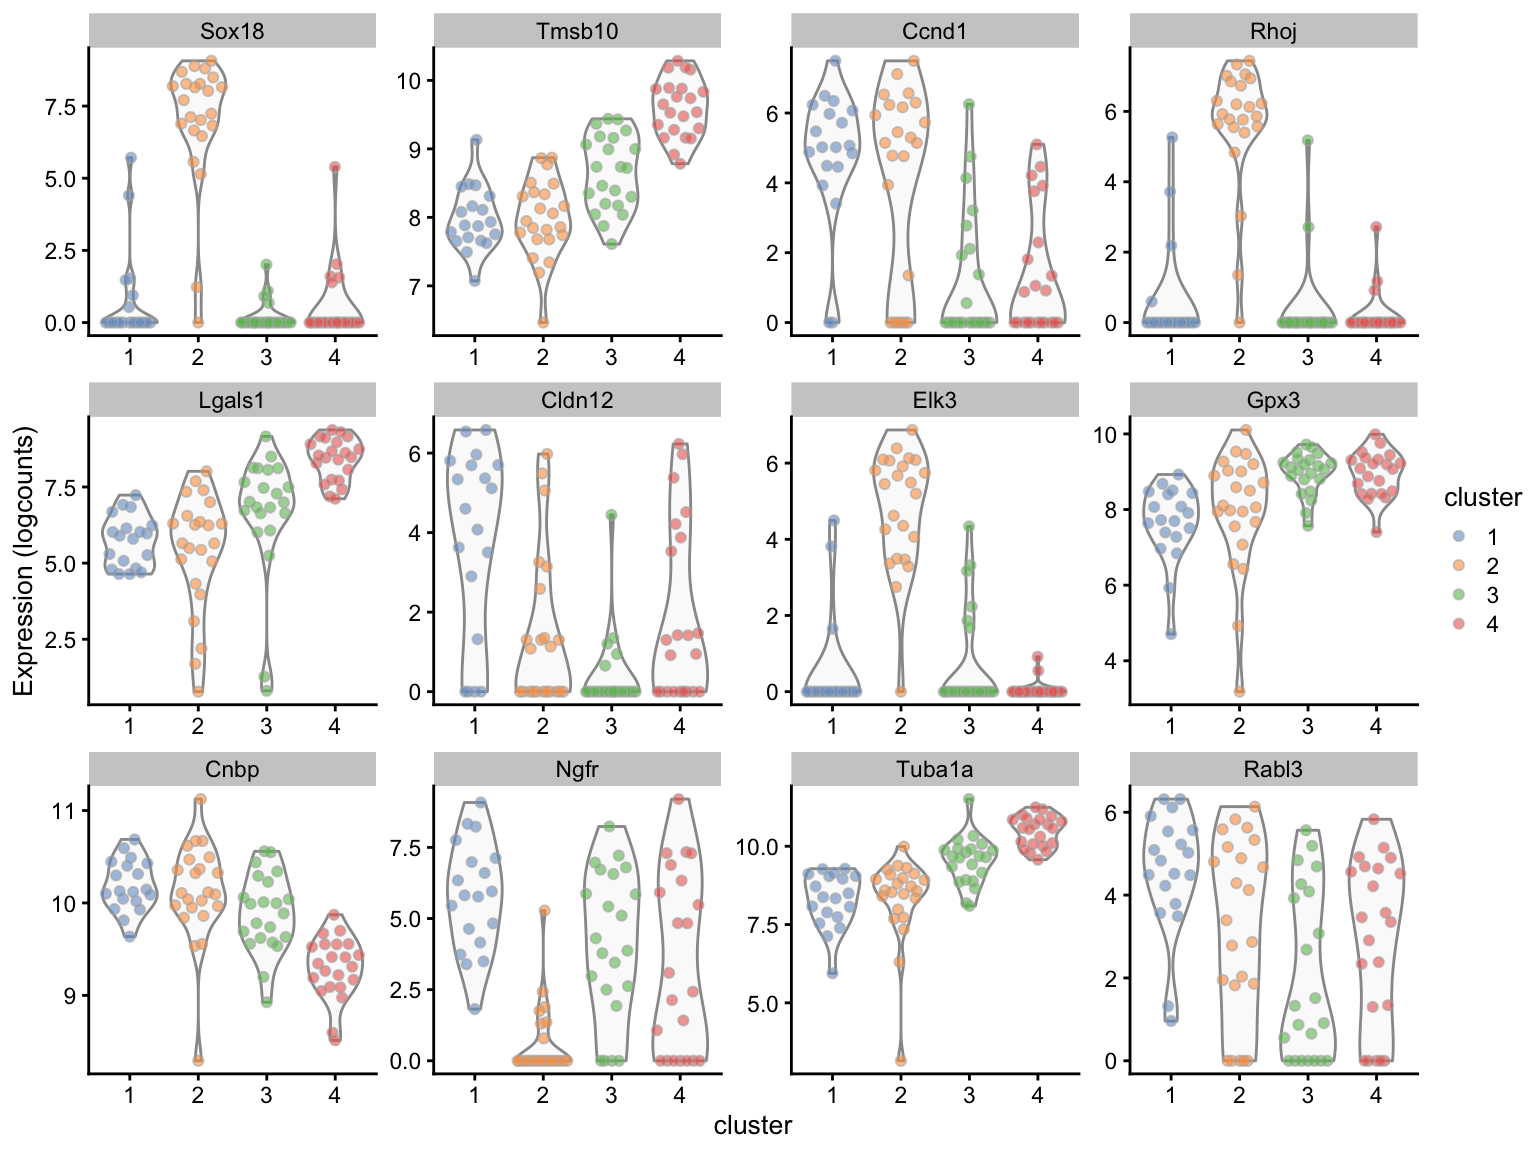 Sox18 Tmsb10 Ccnd1 Rhoj
7.5 5.0 2.5 0.0
10 9 8 7
6 4 2 0
6 4 2 0
1 2 3 4 1 2 3 4 1 2 3 4 1 2 3 4
Lgals1 Cldn12 Elk3 Gpx3
Expression (logcounts)
7.5 5.0 2.5
6 4 2 0
6 4 2 0
10 8 6 4
1 2 3 4 1 2 3 4 1 2 3 4 1 2 3 4
Cnbp Ngfr Tuba1a Rabl3
11 10 9
7.5 5.0 2.5 0.0
10.0 7.5 5.0
6 4 2 0
1 2 3 4 1 2 3 4 1 2 3 4 1 2 3 4
cluster
cluster
1
2
3
4